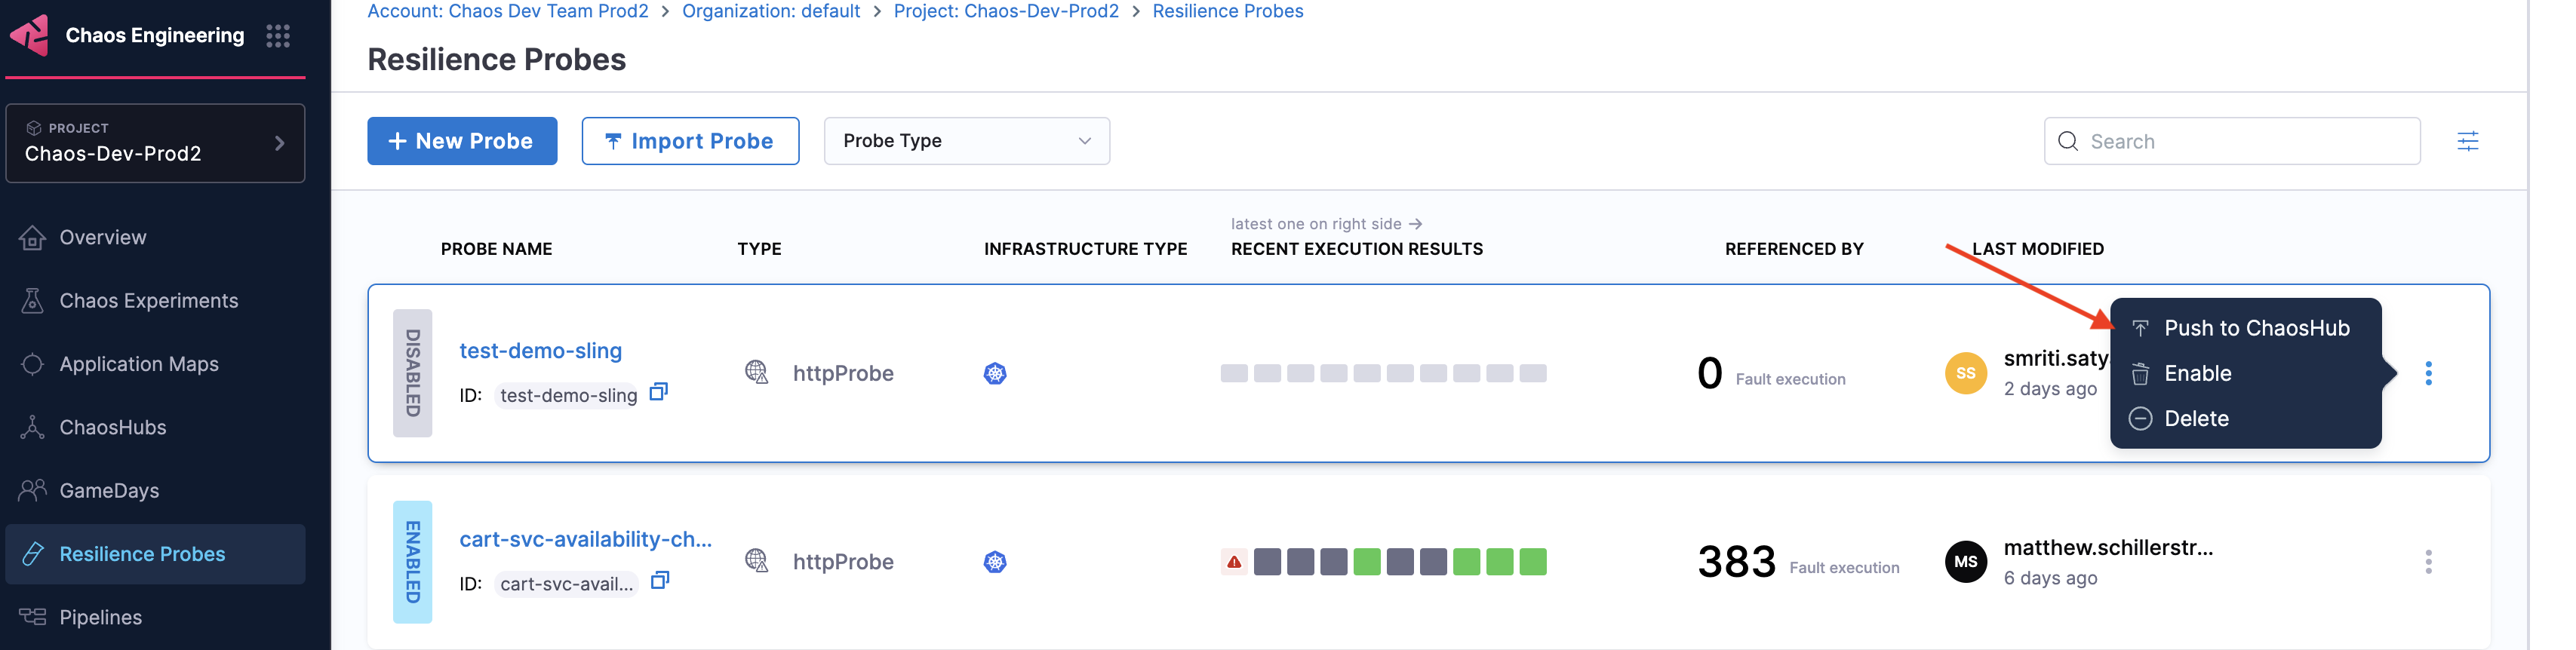 Chaos Engineering
PROJECT
Chaos-Dev-Prod2
Overview
Chaos Experiments
Application Maps
ChaosHubs
GameDays
Resilience Probes
Pipelines
Account: Chaos Dev Team Prod2 > Organization: default > Project: Chaos-Dev-Prod2 > Resilience Probes
Resilience Probes
+ New Probe
Import Probe
Probe Type
Search
latest one on right side →
PROBE NAME TYPE INFRASTRUCTURE TYPE RECENT EXECUTION RESULTS REFERENCED BY LAST MODIFIED
DISABLED
test-demo-sling
ID: test-demo-sling
httpProbe
0 Fault execution
SS
smriti.saty
2 days ago
Push to ChaosHub
Enable
Delete
ENABLED
cart-svc-availability-ch...
ID: cart-svc-avail...
httpProbe
383 Fault execution
MS
matthew.schillerstr...
6 days ago